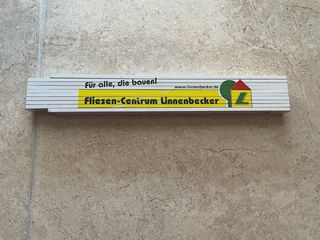 Für alle, die bauen!
www.linnenbecker.de
Fliesen-Centrum Linnenbecker
L